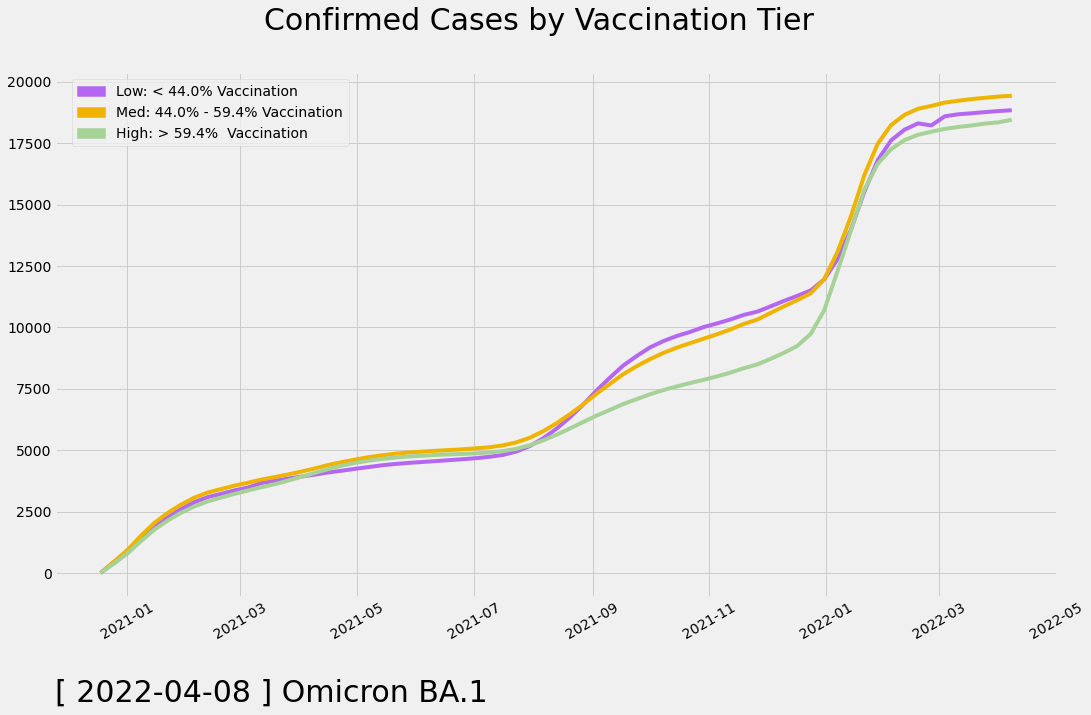 Confirmed Cases by Vaccination Tier
Low: < 44.0% Vaccination
Med: 44.0% - 59.4% Vaccination
High: > 59.4%  Vaccination
20000
17500
15000
12500
10000
7500
5000
2500
0
2021-01 2021-03 2021-05 2021-07 2021-09 2021-11 2022-01 2022-03 2022-05
[ 2022-04-08 ] Omicron BA.1